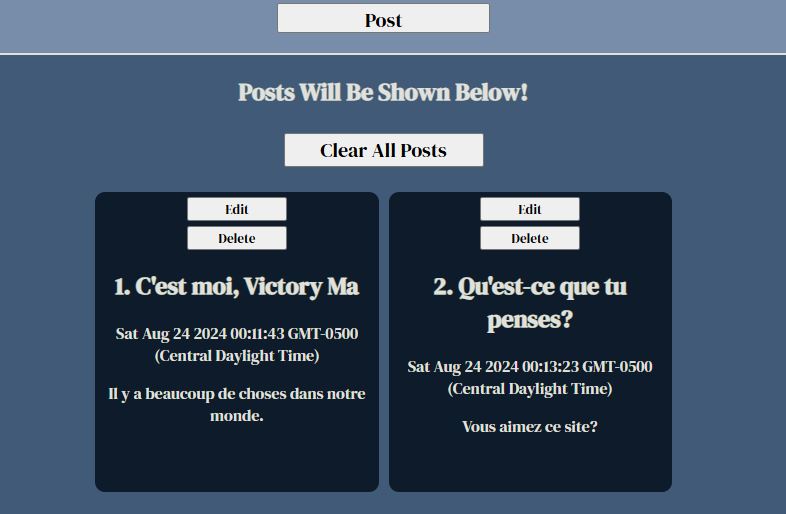 Post
Posts Will Be Shown Below!
Clear All Posts
Edit
Delete
1. C'est moi, Victory Ma
Sat Aug 24 2024 00:11:43 GMT-0500
(Central Daylight Time)
Il y a beaucoup de choses dans notre
monde.
Edit
Delete
2. Qu'est-ce que tu
penses?
Sat Aug 24 2024 00:13:23 GMT-0500
(Central Daylight Time)
Vous aimez ce site?